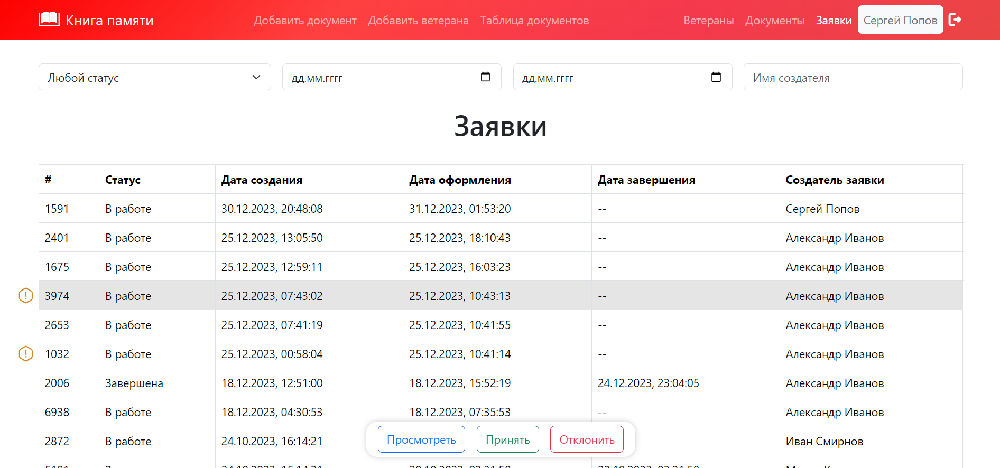 Книга памяти Добавить документ Добавить ветерана Таблица документов Ветераны Документы Заявки Сергей Попов
Любой статус дд.мм.гггг дд.мм.гггг Имя создателя
Заявки
# Статус Дата создания Дата оформления Дата завершения Создатель заявки
1591 В работе 30.12.2023, 20:48:08 31.12.2023, 01:53:20 -- Сергей Попов
2401 В работе 25.12.2023, 13:05:50 25.12.2023, 18:10:43 -- Александр Иванов
1675 В работе 25.12.2023, 12:59:11 25.12.2023, 16:03:23 -- Александр Иванов
3974 В работе 25.12.2023, 07:43:02 25.12.2023, 10:43:13 -- Александр Иванов
2653 В работе 25.12.2023, 07:41:19 25.12.2023, 10:41:55 -- Александр Иванов
1032 В работе 25.12.2023, 00:58:04 25.12.2023, 10:41:14 -- Александр Иванов
2006 Завершена 18.12.2023, 12:51:00 18.12.2023, 15:52:19 24.12.2023, 23:04:05 Александр Иванов
6938 В работе 18.12.2023, 04:30:53 18.12.2023, 07:35:53 -- Александр Иванов
2872 В работе 24.10.2023, 16:14:21 Иван Смирнов
Просмотреть Принять Отклонить